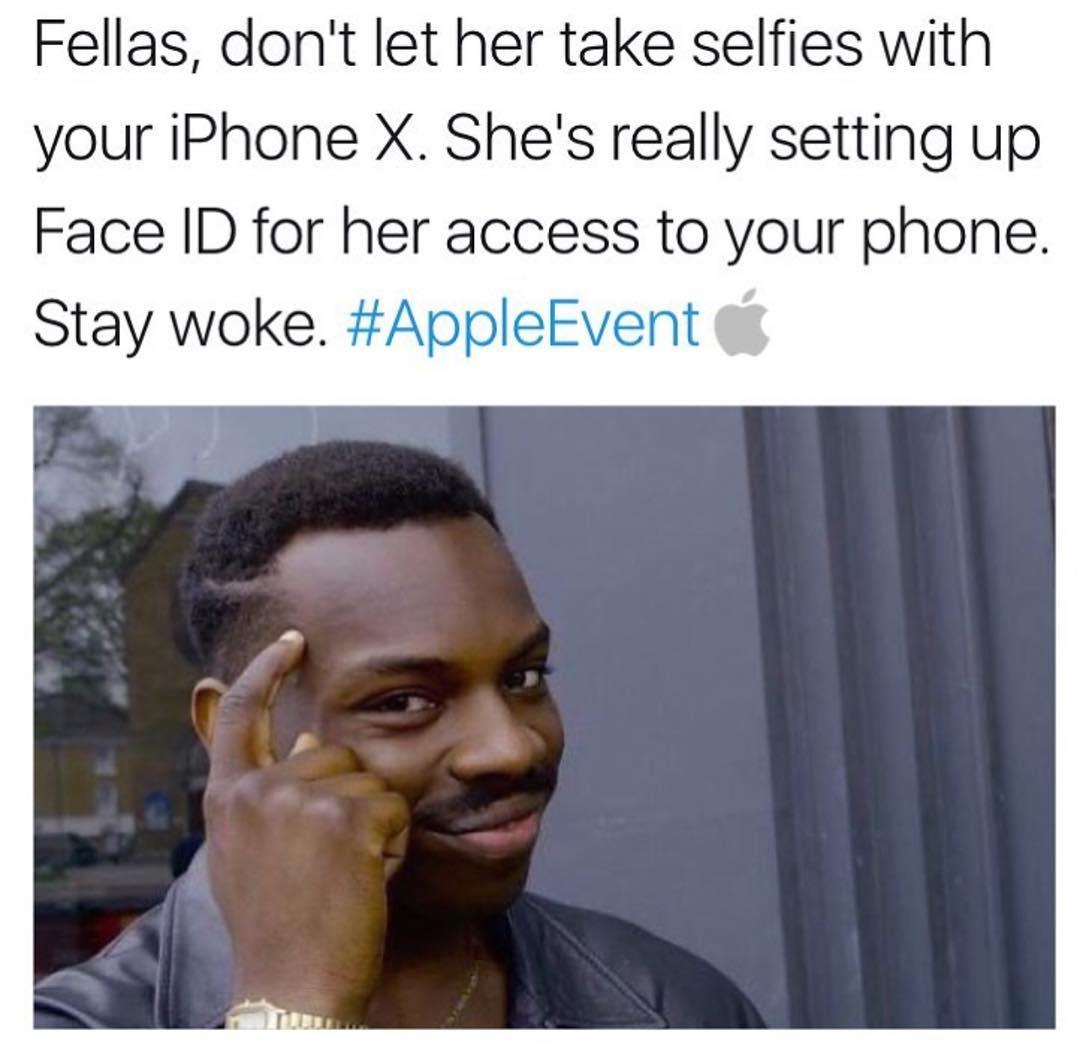 Fellas, don't let her take selfies with
your iPhone X. She's really setting up
Face ID for her access to your phone.
Stay woke. #AppleEvent